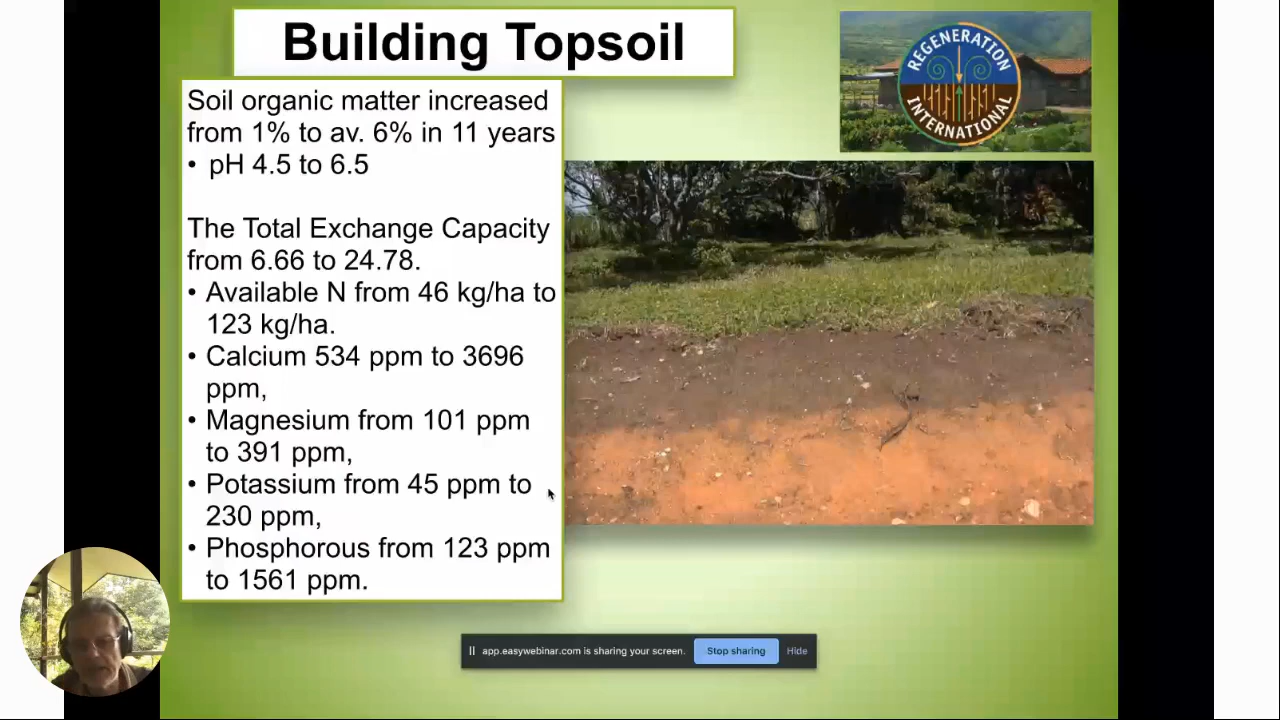 Building Topsoil
REGENERATION
INTERNATIONAL
Soil organic matter increased
from 1% to av. 6% in 11 years
• pH 4.5 to 6.5
The Total Exchange Capacity
from 6.66 to 24.78.
• Available N from 46 kg/ha to
123 kg/ha.
• Calcium 534 ppm to 3696
ppm,
• Magnesium from 101 ppm
to 391 ppm,
• Potassium from 45 ppm to
230 ppm,
• Phosphorous from 123 ppm
to 1561 ppm.
app.easywebinar.com is sharing your screen. Stop sharing Hide